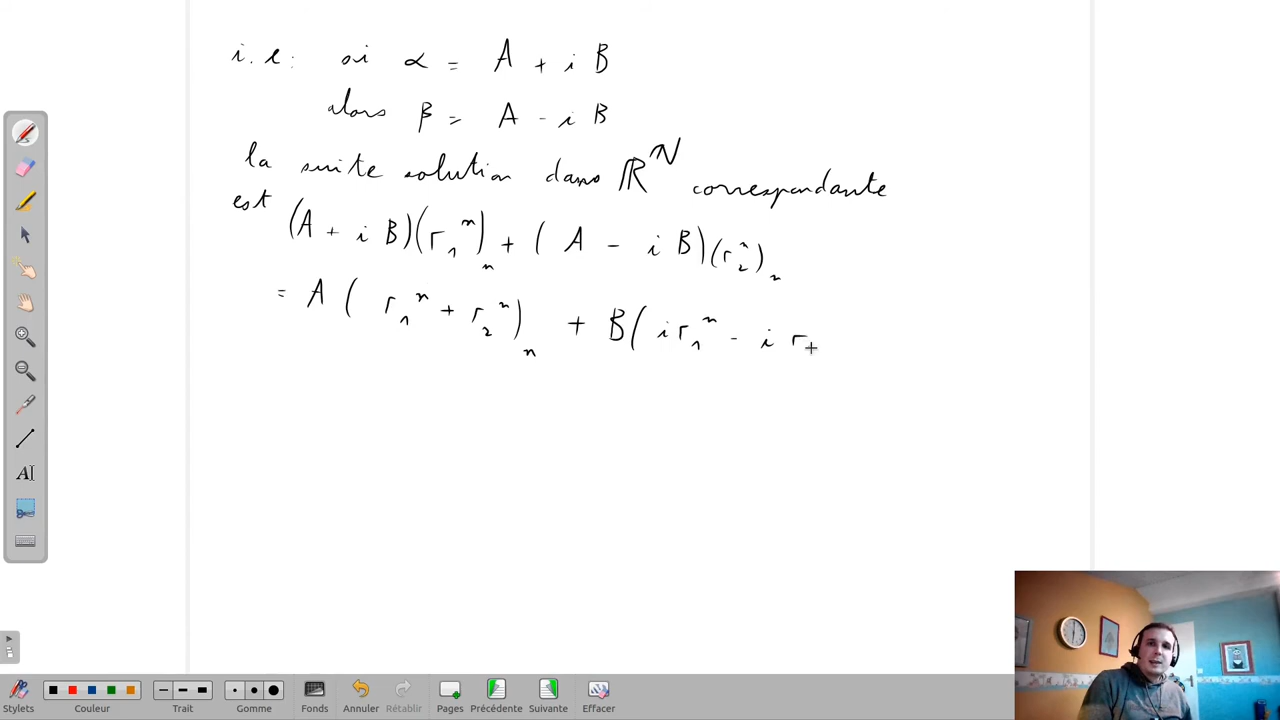 i.e: si α = A + i B
alors β = A - i B
la suite solution dans ℝ^ℕ correspondante
est (A + i B)(r₁ⁿ)ₙ + (A - i B)(r₂ⁿ)ₙ
= A (r₁ⁿ + r₂ⁿ)ₙ + B(i r₁ⁿ - i r
Stylets Couleur Trait Gomme Fonds Annuler Rétablir Pages Précédente Suivante Effacer